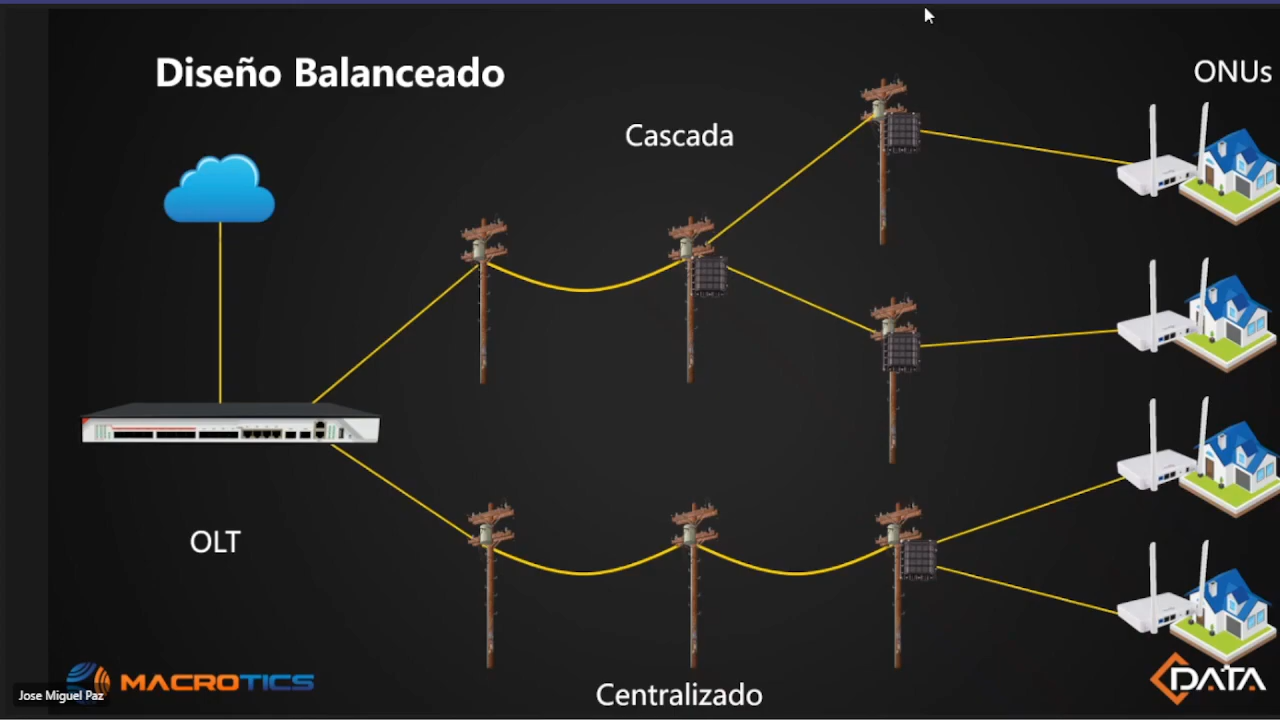 Diseño Balanceado
ONUs
Cascada
OLT
MACROTICS
Jose Miguel Paz
Centralizado
DATA